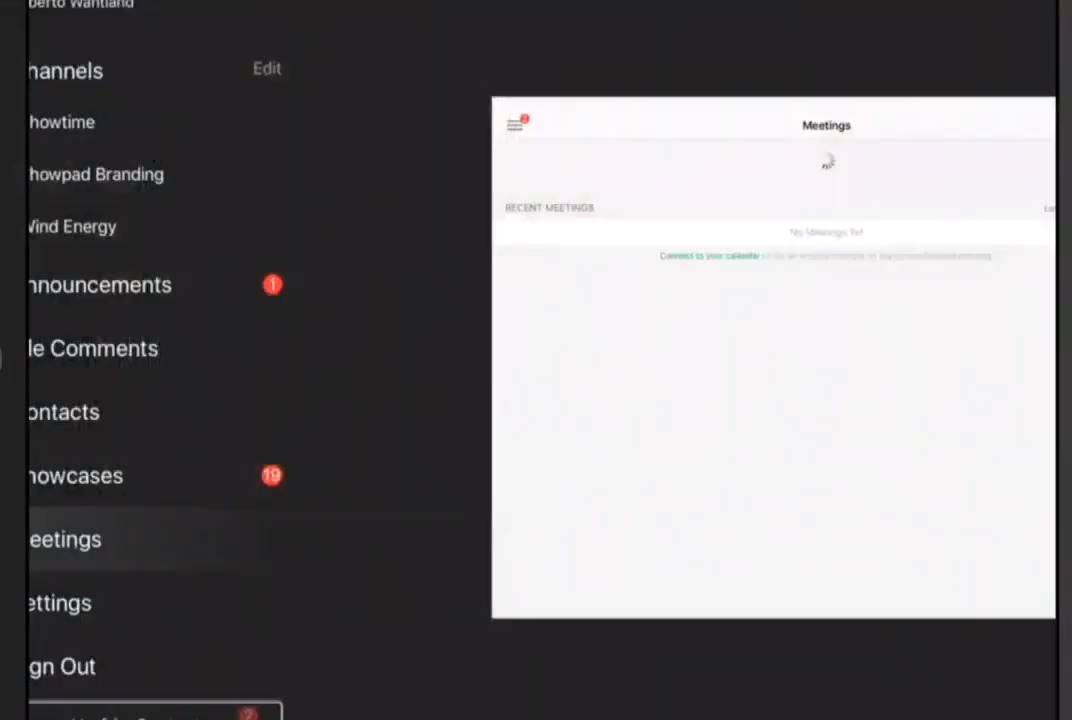 berto Wantland
hannels
Edit
howtime
howpad Branding
Vind Energy
nnouncements
1
le Comments
ontacts
howcases
19
eetings
ettings
gn Out
2
Meetings
RECENT MEETINGS
No Meetings Yet
Connect to your calendar